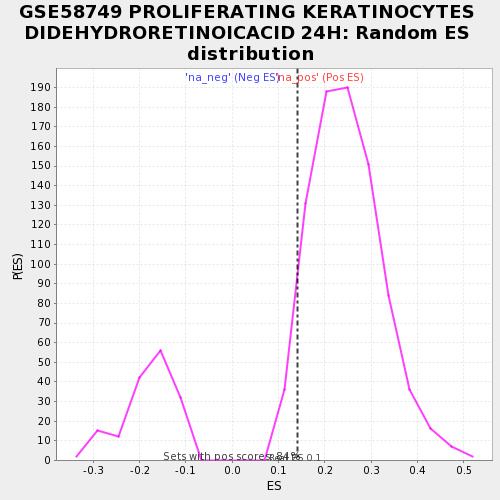 GSE58749 PROLIFERATING KERATINOCYTES
DIDEHYDRORETINOICACID 24H: Random ES
distribution
'na_neg' (Neg ES)
'na_pos' (Pos ES)
190
180
170
160
150
140
130
120
110
100
90
80
70
60
50
40
30
20
10
0
P(ES)
Sets with pos scores: 84%
-0.3 -0.2 -0.1 0.0 0.1 0.2 0.3 0.4 0.5
ES